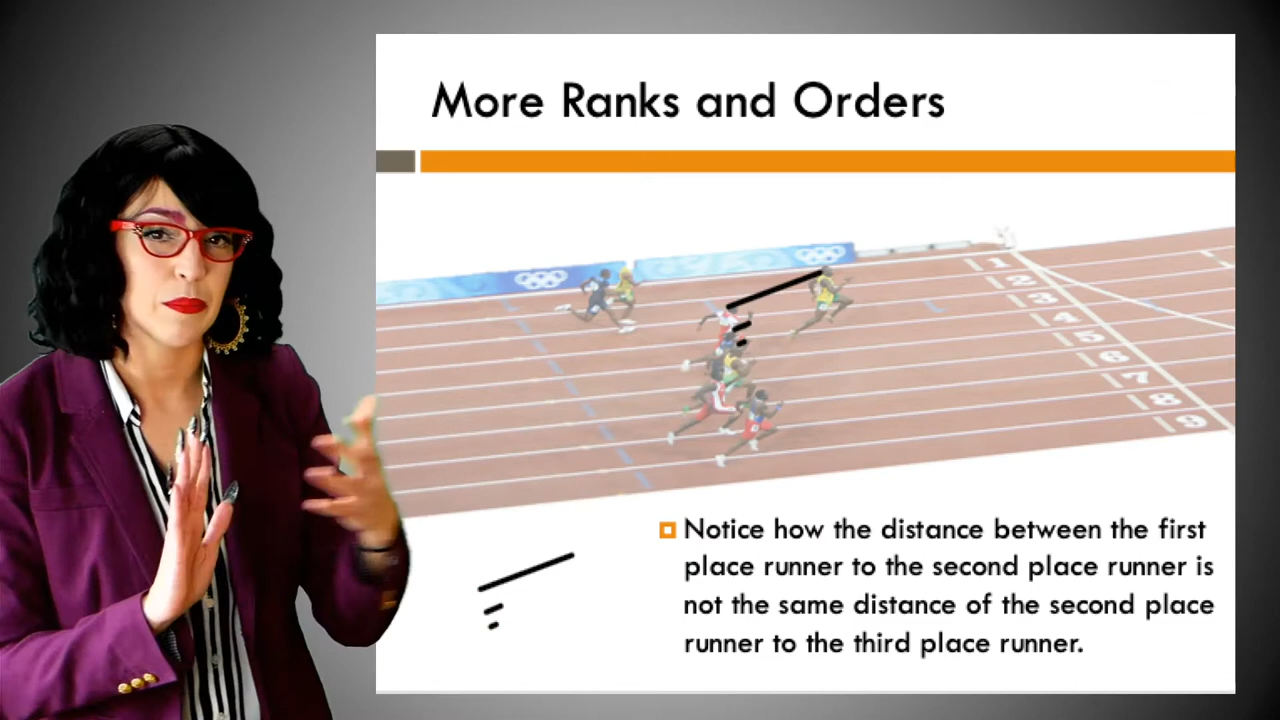 More Ranks and Orders
1
2
3
4
5
6
7
8
9
Notice how the distance between the first
place runner to the second place runner is
not the same distance of the second place
runner to the third place runner.